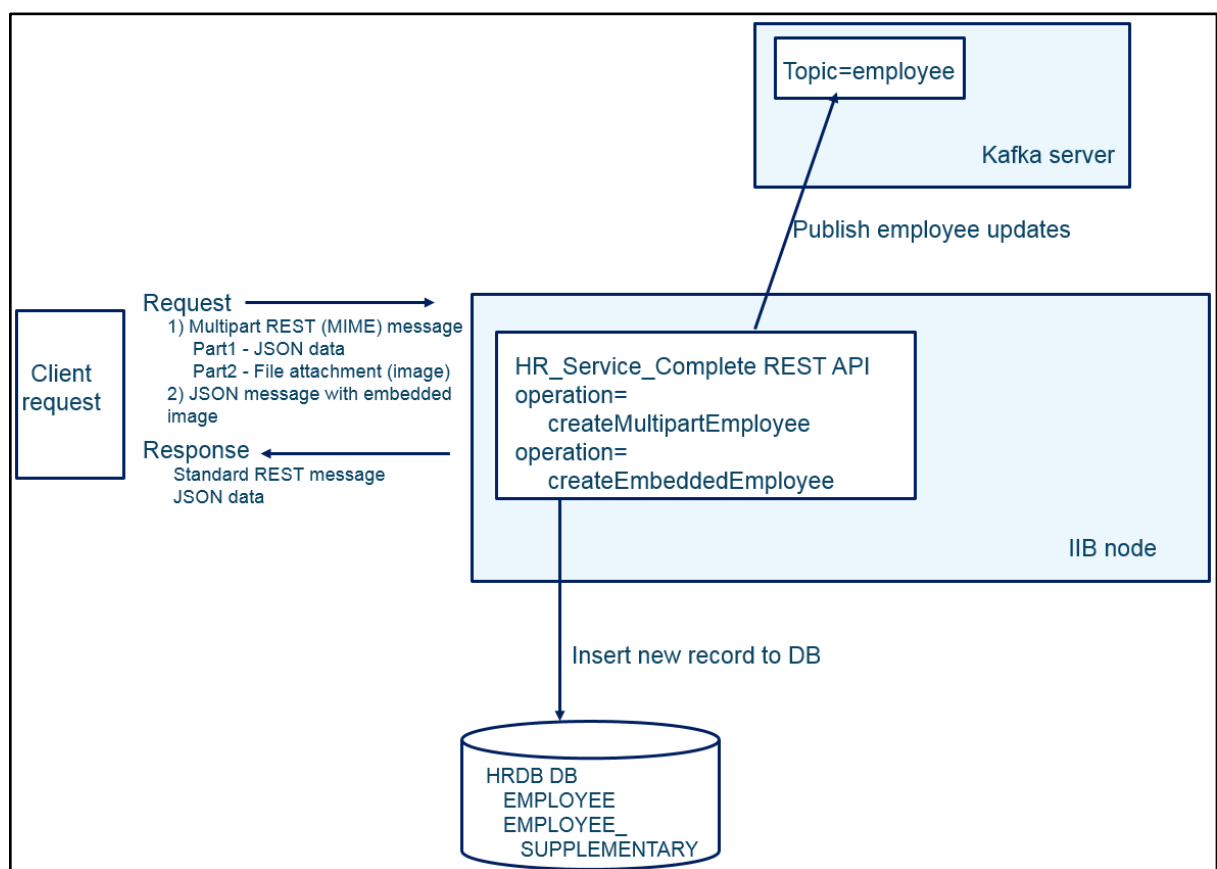 Topic=employee
Kafka server
Publish employee updates
Request
1) Multipart REST (MIME) message
Part1 - JSON data
Part2 - File attachment (image)
2) JSON message with embedded
image
Client
request
Response
Standard REST message
JSON data
HR_Service_Complete REST API
operation=
createMultipartEmployee
operation=
createEmbeddedEmployee
IIB node
Insert new record to DB
HRDB DB
EMPLOYEE
EMPLOYEE_
SUPPLEMENTARY